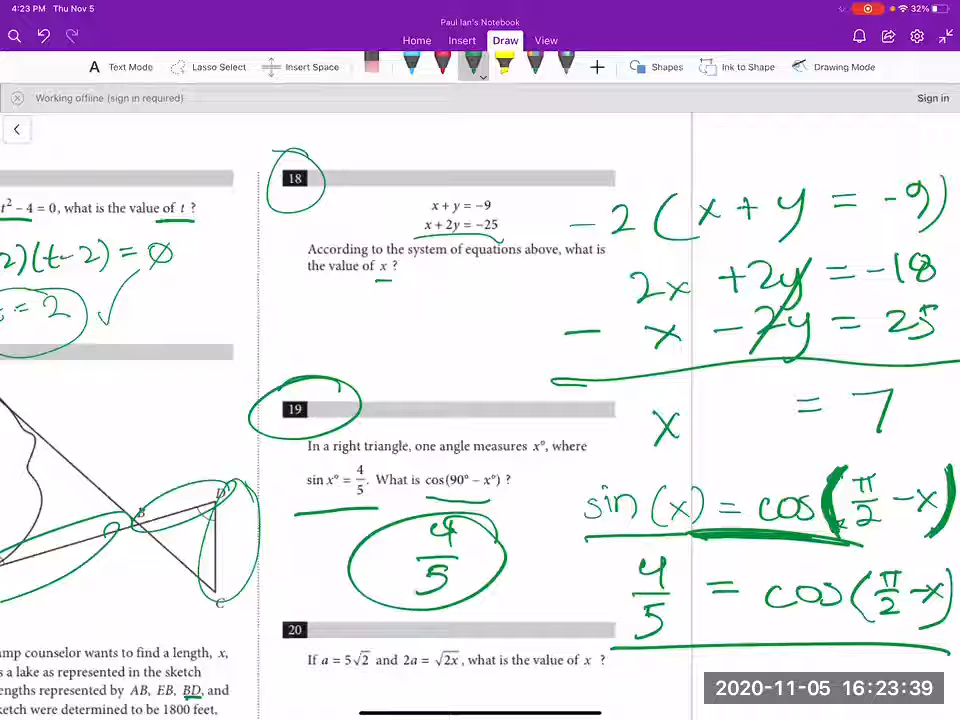 4:23 PM Thu Nov 5
32%
Paul Ian's Notebook
Home Insert Draw View
A Text Mode Lasso Select Insert Space + Shapes Ink to Shape Drawing Mode
Working offline (sign in required) Sign in
t² − 4 = 0, what is the value of t ?
2)(t-2) = 0
= 2
B
D
C
amp counselor wants to find a length, x,
s a lake as represented in the sketch
engths represented by AB, EB, BD, and
ketch were determined to be 1800 feet,
18
x + y = −9
x + 2y = −25
According to the system of equations above, what is
the value of x ?
19
In a right triangle, one angle measures x°, where
sin x° = 4/5. What is cos(90° − x°) ?
4/5
20
If a = 5√2 and 2a = √2x, what is the value of x ?
-2 (x + y = -9)
2x + 2y = -18
- x - 2y = 25
x = 7
sin (x) = cos(π/2 - x)
4/5 = cos(π/2 - x)
2020-11-05 16:23:39